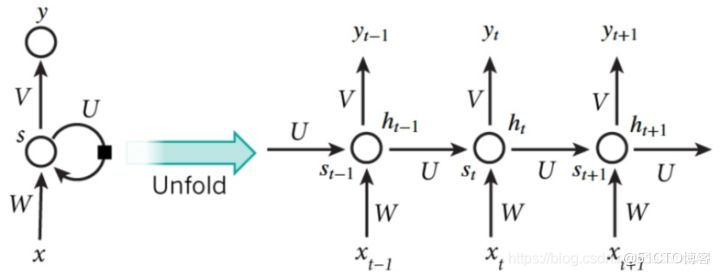 y
V
U
s
W
x
Unfold
y_{t-1} y_t y_{t+1}
V V V
U h_{t-1} h_t h_{t+1}
s_{t-1} U s_t U s_{t+1} U
W W W
x_{t-1} x_t x_{t+1}
https://blog.csd @51CTO博客